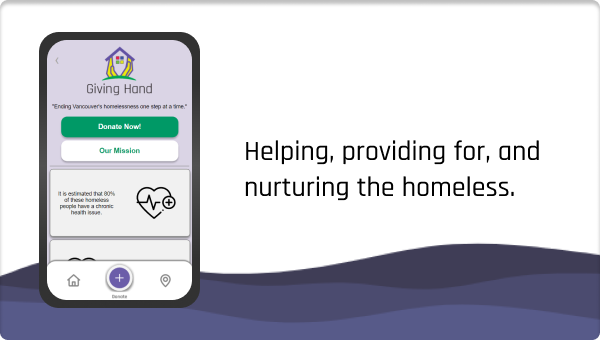 Giving Hand
"Ending Vancouver's homelessness one step at a time."
Donate Now!
Our Mission
It is estimated that 80%
of these homeless
people have a chronic
health issue.
Donate
Helping, providing for, and
nurturing the homeless.